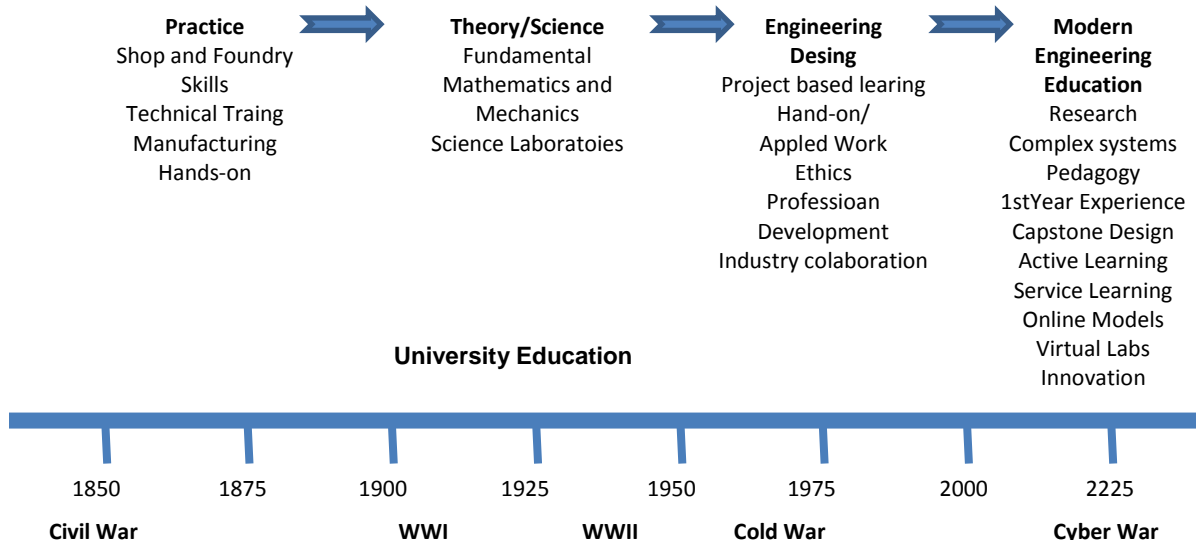 Practice
Shop and Foundry
Skills
Technical Traing
Manufacturing
Hands-on
Theory/Science
Fundamental
Mathematics and
Mechanics
Science Laboratoies
Engineering
Desing
Project based learing
Hand-on/
Appled Work
Ethics
Professioan
Development
Industry colaboration
Modern
Engineering
Education
Research
Complex systems
Pedagogy
1stYear Experience
Capstone Design
Active Learning
Service Learning
Online Models
Virtual Labs
Innovation
University Education
1850 1875 1900 1925 1950 1975 2000 2225
Civil War WWI WWII Cold War Cyber War